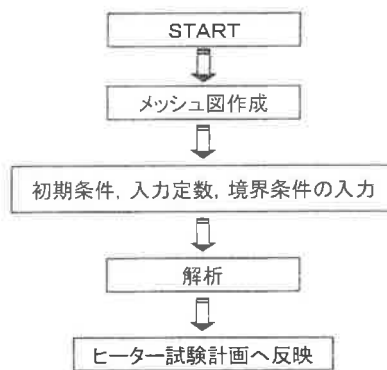 START
メッシュ図作成
初期条件, 入力定数, 境界条件の入力
解析
ヒーター試験計画へ反映